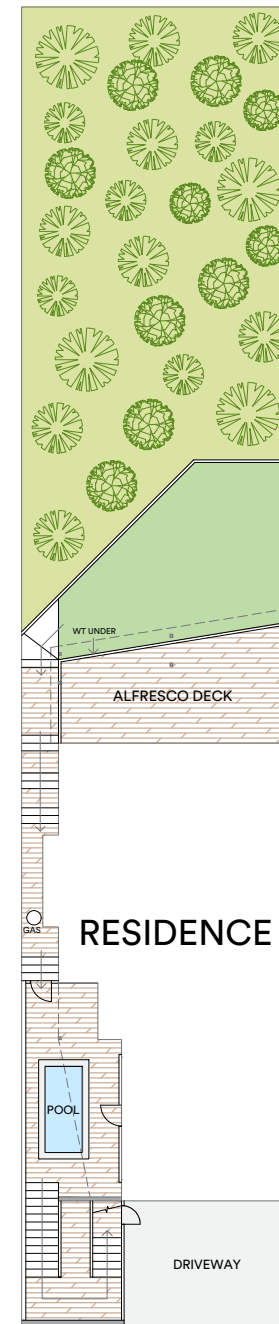 WT UNDER
ALFRESCO DECK
GAS
RESIDENCE
POOL
DRIVEWAY